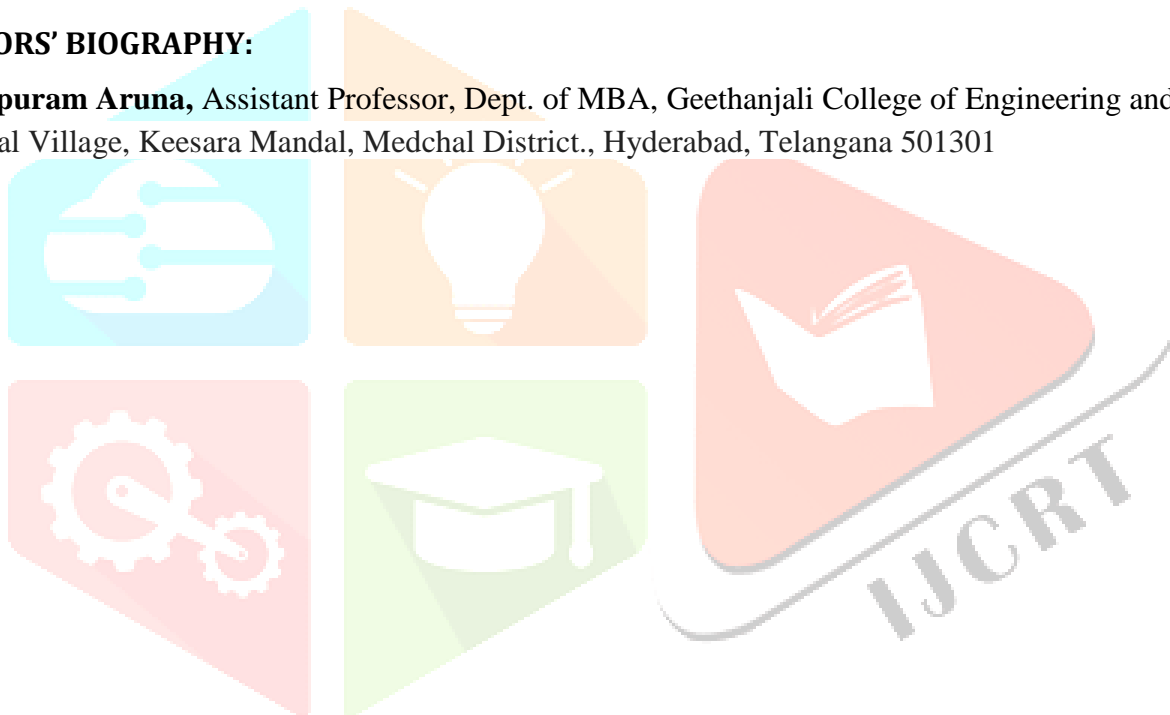 ORS’ BIOGRAPHY:
puram Aruna, Assistant Professor, Dept. of MBA, Geethanjali College of Engineering and
al Village, Keesara Mandal, Medchal District., Hyderabad, Telangana 501301
IJCRT